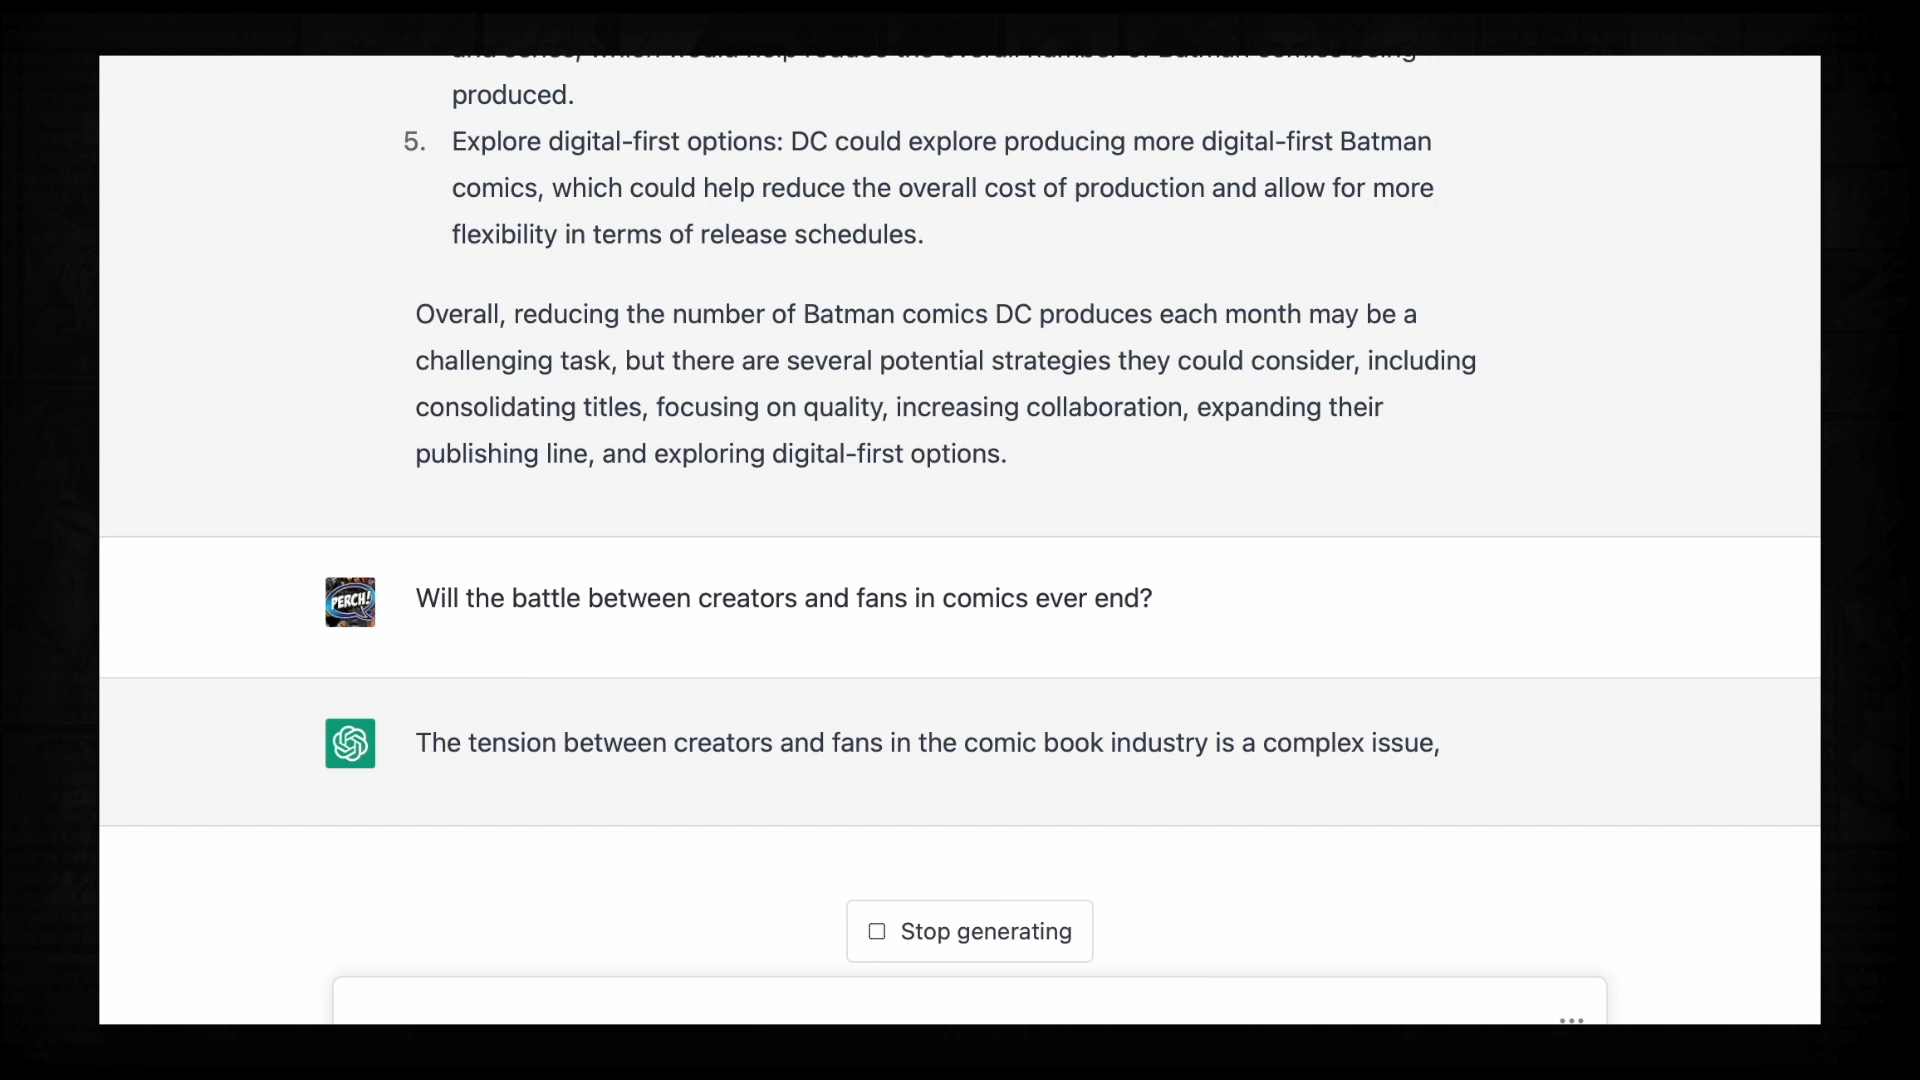 produced.
5. Explore digital-first options: DC could explore producing more digital-first Batman
comics, which could help reduce the overall cost of production and allow for more
flexibility in terms of release schedules.
Overall, reducing the number of Batman comics DC produces each month may be a
challenging task, but there are several potential strategies they could consider, including
consolidating titles, focusing on quality, increasing collaboration, expanding their
publishing line, and exploring digital-first options.
PERCH!
Will the battle between creators and fans in comics ever end?
The tension between creators and fans in the comic book industry is a complex issue,
Stop generating